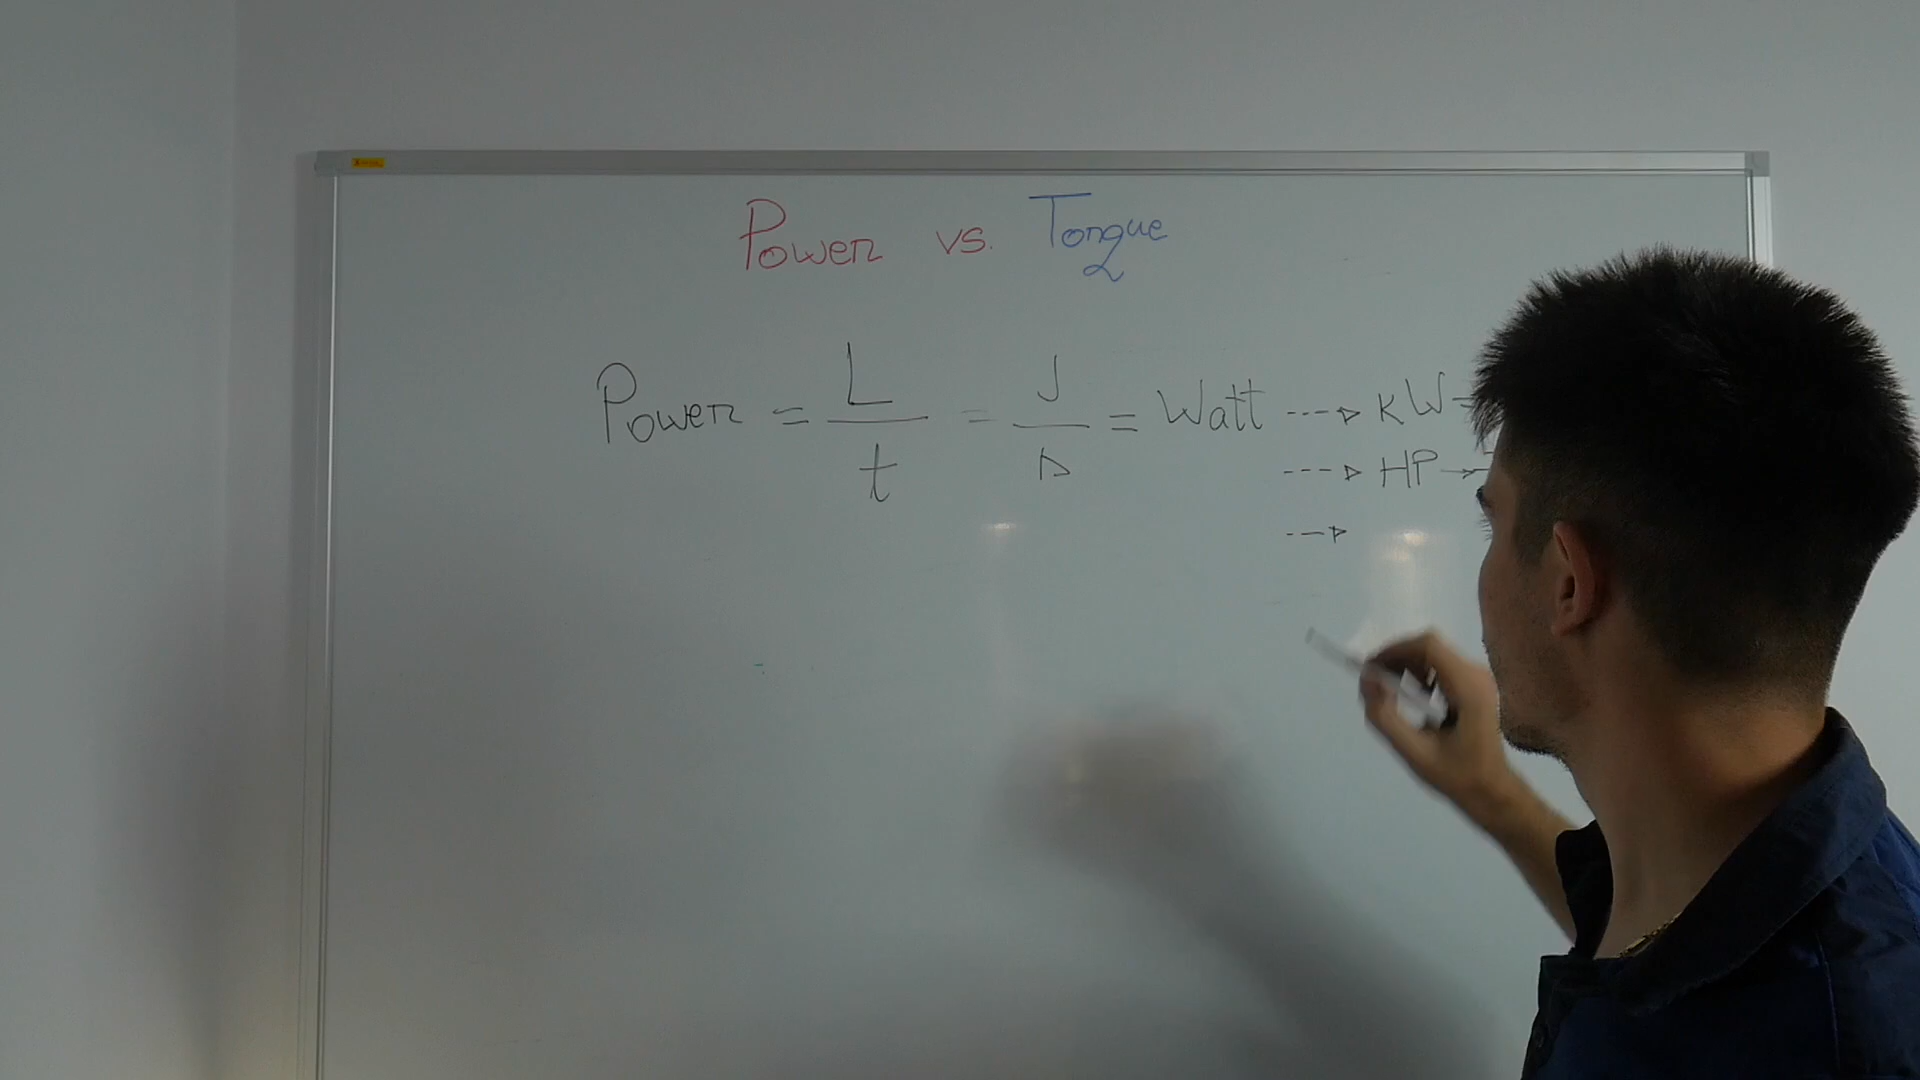 Power vs. Torque
Power = L / t = J / s = Watt ---> kW
---> HP →
-->